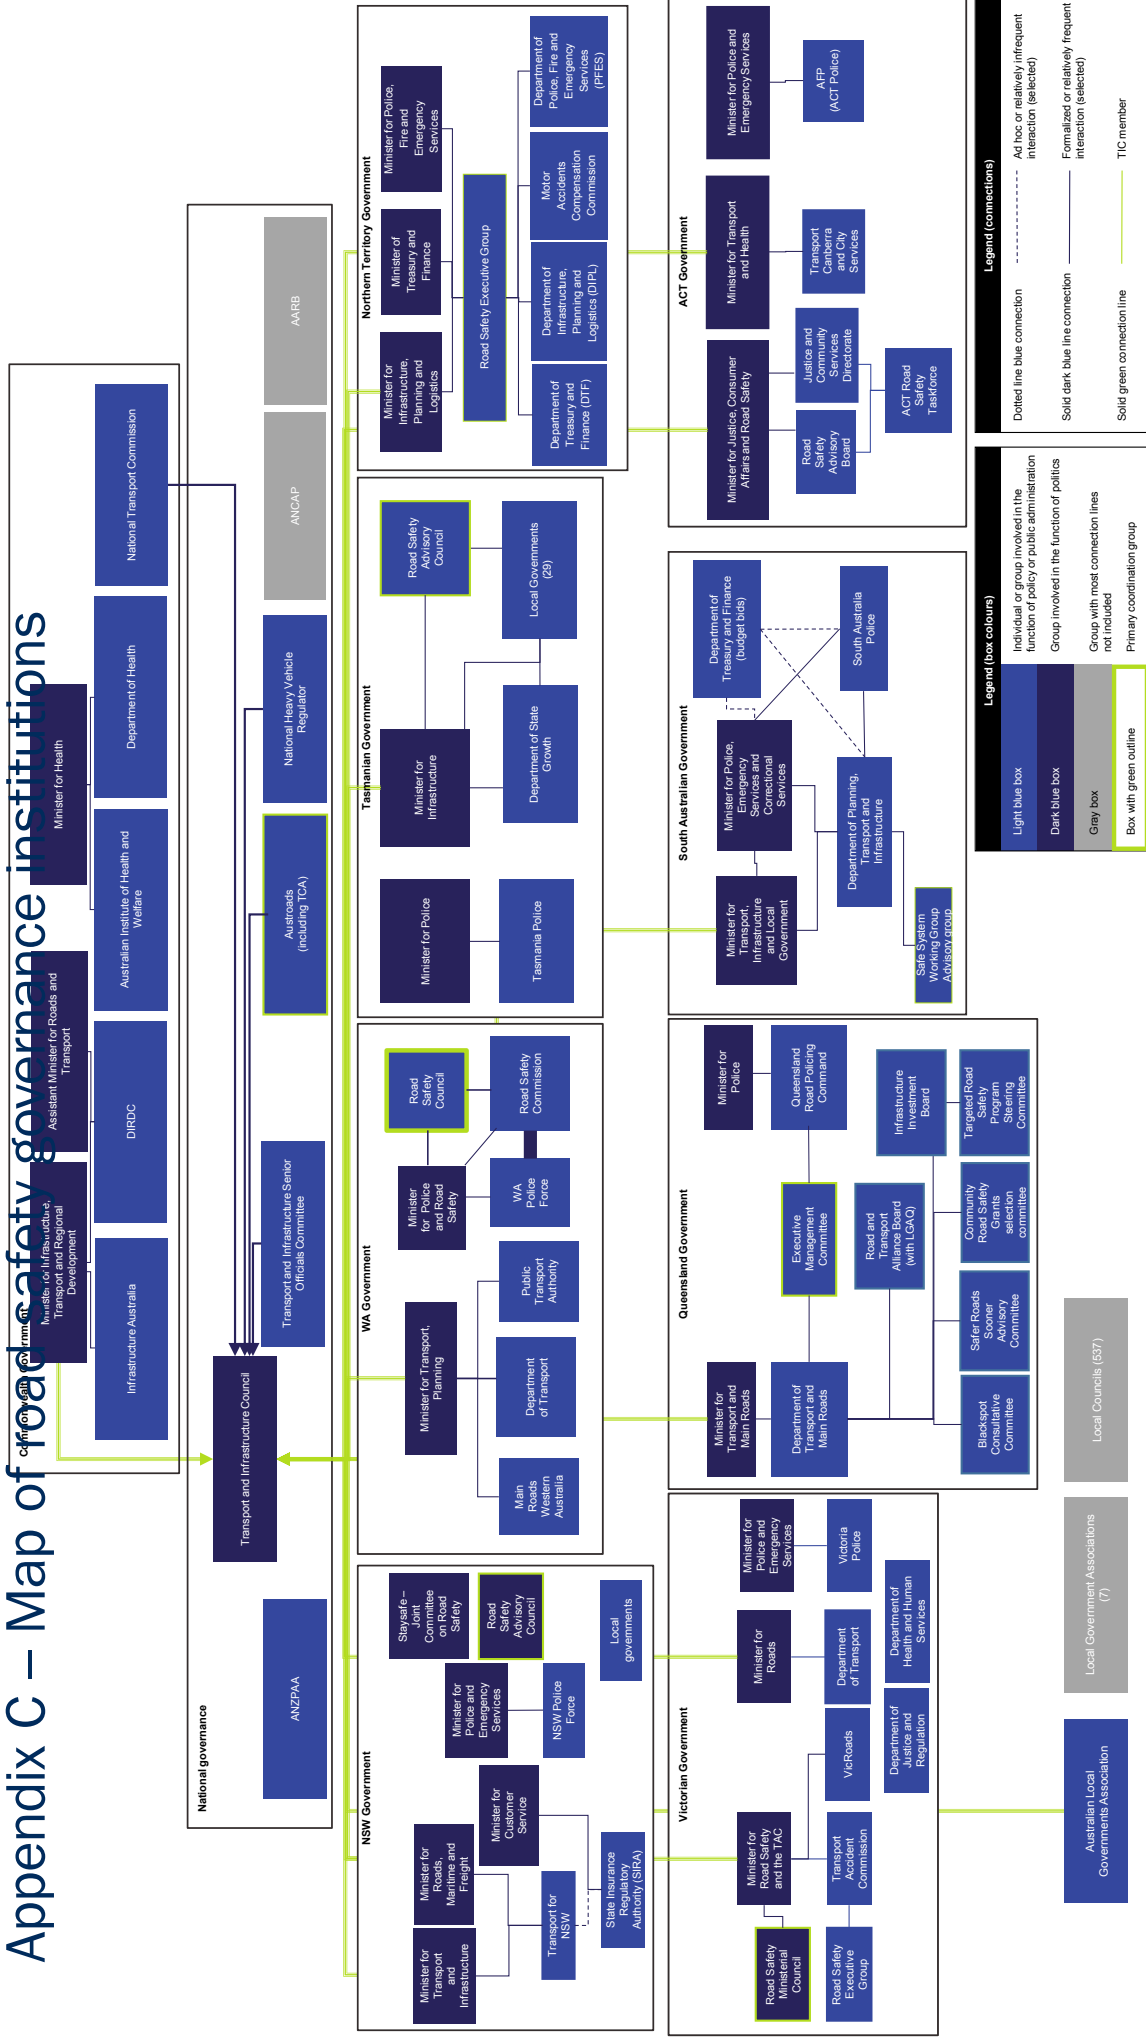 Appendix C – Map of road safety governance institutions
Commonwealth Government
Minister for Infrastructure,
Transport and Regional
Development
Assistant Minister for Roads and
Transport
Minister for Health
Infrastructure Australia
DIRDC
Australian Institute of Health and
Welfare
Department of Health
National Transport Commission
National governance
Transport and Infrastructure Council
ANZPAA
Transport and Infrastructure Senior
Officials Committee
Austroads
(including TCA)
National Heavy Vehicle
Regulator
ANCAP
AARB
NSW Government
Minister for
Transport
and
Infrastructure
Minister for
Roads,
Maritime and
Freight
Minister for
Customer
Service
Minister for
Police and
Emergency
Services
Staysafe –
Joint
Committee
on Road
Safety
Road
Safety
Advisory
Council
Transport for
NSW
NSW Police
Force
State Insurance
Regulatory
Authority (SIRA)
Local
governments
WA Government
Minister for Transport,
Planning
Minister
for Police
and Road
Safety
Road
Safety
Council
Main
Roads
Western
Australia
Department
of Transport
Public
Transport
Authority
WA
Police
Force
Road Safety
Commission
Tasmanian Government
Minister for Police
Minister for
Infrastructure
Road Safety
Advisory
Council
Tasmania Police
Department of State
Growth
Local Governments
(29)
Northern Territory Government
Minister for
Infrastructure,
Planning and
Logistics
Minister of
Treasury and
Finance
Minister for Police,
Fire and
Emergency
Services
Road Safety Executive Group
Department of
Treasury and
Finance (DTF)
Department of
Infrastructure,
Planning and
Logistics (DIPL)
Motor
Accidents
Compensation
Commission
Department of
Police, Fire and
Emergency
Services
(PFES)
Victorian Government
Road Safety
Ministerial
Council
Minister for
Road Safety
and the TAC
Minister for
Roads
Minister for
Police and
Emergency
Services
Road Safety
Executive
Group
Transport
Accident
Commission
VicRoads
Department
of Transport
Victoria
Police
Department of
Justice and
Regulation
Department of
Health and Human
Services
Queensland Government
Minister for
Transport and
Main Roads
Minister for
Police
Department of
Transport and
Main Roads
Executive
Management
Committee
Queensland
Road Policing
Command
Road and
Transport
Alliance Board
(with LGAQ)
Infrastructure
Investment
Board
Blackspot
Consultative
Committee
Safer Roads
Sooner
Advisory
Committee
Community
Road Safety
Grants
selection
committee
Targeted Road
Safety
Program
Steering
Committee
South Australian Government
Minister for
Transport,
Infrastructure
and Local
Government
Minister for Police,
Emergency
Services and
Correctional
Services
Department of
Treasury and Finance
(budget bids)
Department of Planning,
Transport and
Infrastructure
South Australia
Police
Safe System
Working Group
Advisory group
ACT Government
Minister for Justice, Consumer
Affairs and Road Safety
Minister for Transport
and Health
Minister for Police and
Emergency Services
Road
Safety
Advisory
Board
Justice and
Community
Services
Directorate
Transport
Canberra
and City
Services
AFP
(ACT Police)
ACT Road
Safety
Taskforce
Australian Local
Governments Association
Local Government Associations
(7)
Local Councils (537)
Legend (box colours)
Light blue box
Individual or group involved in the
function of policy or public administration
Dark blue box
Group involved in the function of politics
Gray box
Group with most connection lines
not included
Box with green outline
Primary coordination group
Legend (connections)
Dotted line blue connection
Ad hoc or relatively infrequent
interaction (selected)
Solid dark blue line connection
Formalized or relatively frequent
interaction (selected)
Solid green connection line
TIC member